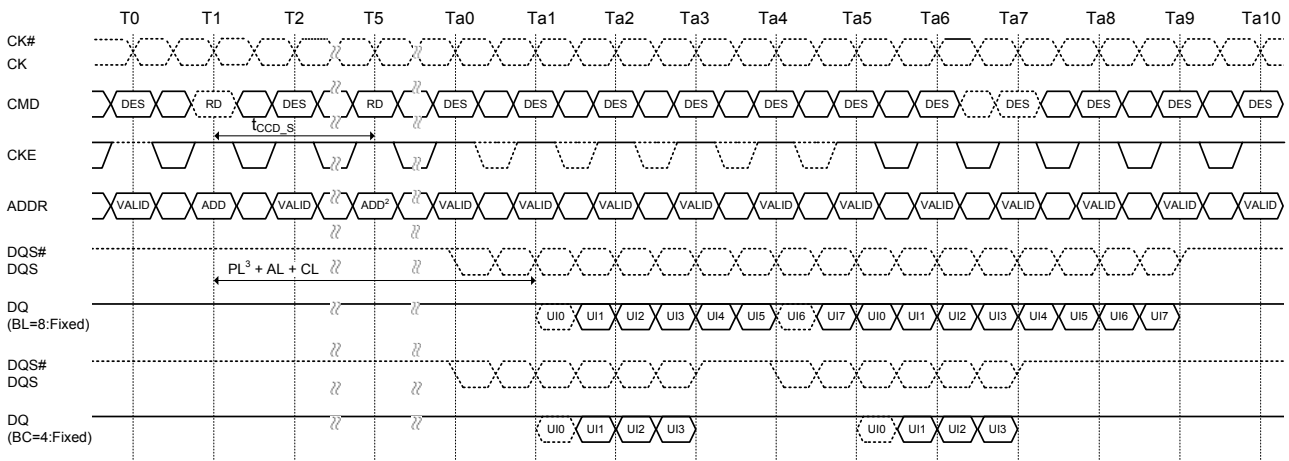 T0 T1 T2 T5 Ta0 Ta1 Ta2 Ta3 Ta4 Ta5 Ta6 Ta7 Ta8 Ta9 Ta10
CK#
CK
CMD DES RD DES RD DES DES DES DES DES DES DES DES DES DES DES
tCCD_S
CKE
ADDR VALID ADD VALID ADD² VALID VALID VALID VALID VALID VALID VALID VALID VALID VALID VALID
DQS#
DQS
PL³ + AL + CL
DQ
(BL=8:Fixed)
UI0 UI1 UI2 UI3 UI4 UI5 UI6 UI7 UI0 UI1 UI2 UI3 UI4 UI5 UI6 UI7
DQS#
DQS
DQ
(BC=4:Fixed)
UI0 UI1 UI2 UI3 UI0 UI1 UI2 UI3